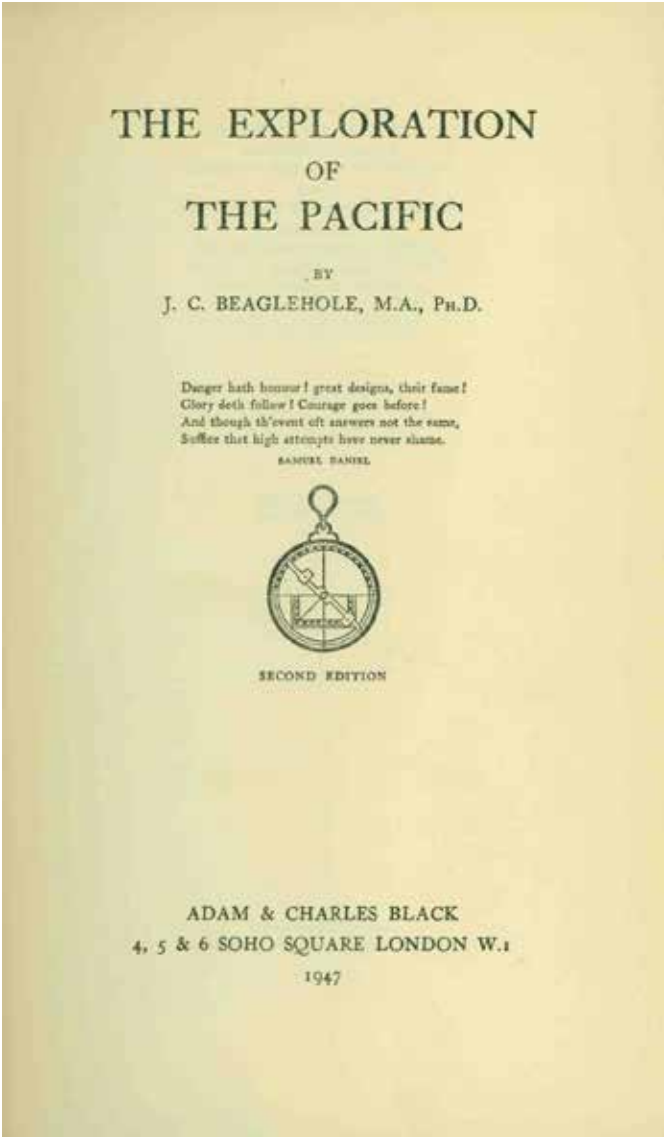 THE EXPLORATION
OF
THE PACIFIC
BY
J. C. BEAGLEHOLE, M.A., PH.D.
Danger hath honour! great designs, their fame!
Glory doth follow! Courage goes before!
And though th'event oft answers not the same,
Suffice that high attempts have never shame.
SAMUEL DANIEL
SECOND EDITION
ADAM & CHARLES BLACK
4, 5 & 6 SOHO SQUARE LONDON W.1
1947